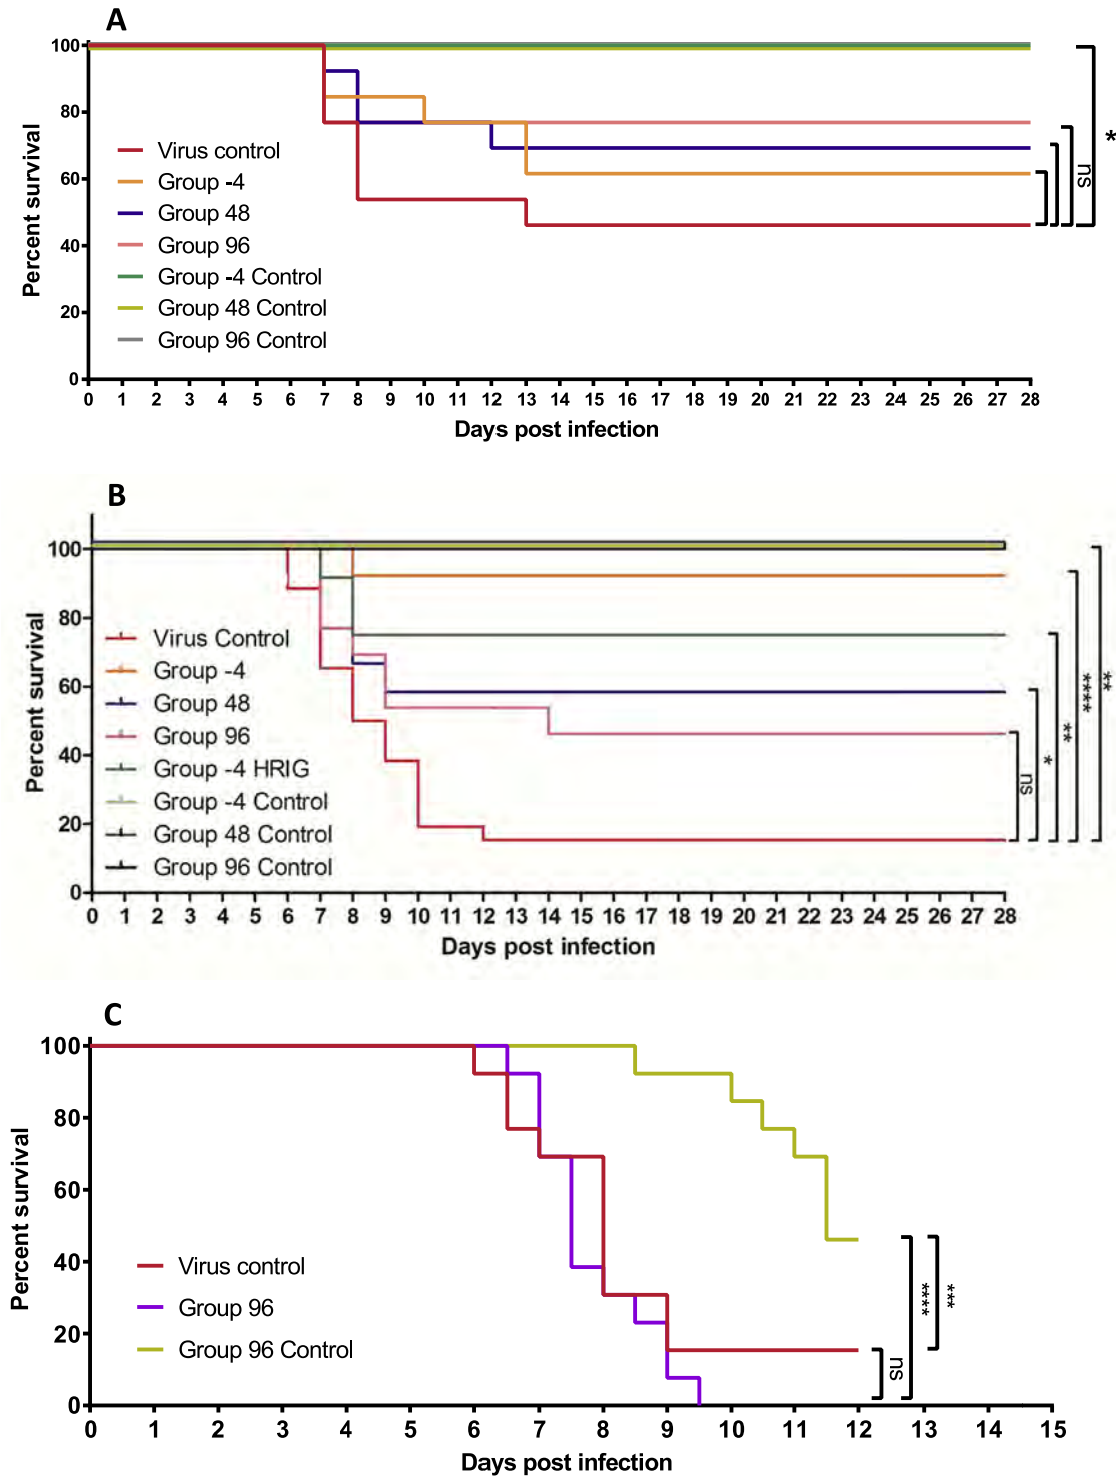 A
100
80
60
40
20
0
Percent survival
Virus control
Group -4
Group 48
Group 96
Group -4 Control
Group 48 Control
Group 96 Control
ns
*
0 1 2 3 4 5 6 7 8 9 10 11 12 13 14 15 16 17 18 19 20 21 22 23 24 25 26 27 28
Days post infection
B
100
80
60
40
20
0
Percent survival
Virus Control
Group -4
Group 48
Group 96
Group -4 HRIG
Group -4 Control
Group 48 Control
Group 96 Control
ns
*
**
****
**
0 1 2 3 4 5 6 7 8 9 10 11 12 13 14 15 16 17 18 19 20 21 22 23 24 25 26 27 28
Days post infection
C
100
80
60
40
20
0
Percent survival
Virus control
Group 96
Group 96 Control
ns
****
***
0 1 2 3 4 5 6 7 8 9 10 11 12 13 14 15
Days post infection